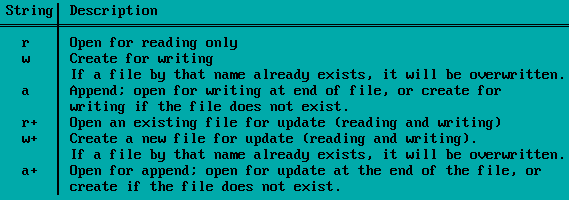 String Description
r Open for reading only
w Create for writing
If a file by that name already exists, it will be overwritten.
a Append; open for writing at end of file, or create for
writing if the file does not exist.
r+ Open an existing file for update (reading and writing)
w+ Create a new file for update (reading and writing).
If a file by that name already exists, it will be overwritten.
a+ Open for append; open for update at the end of the file, or
create if the file does not exist.